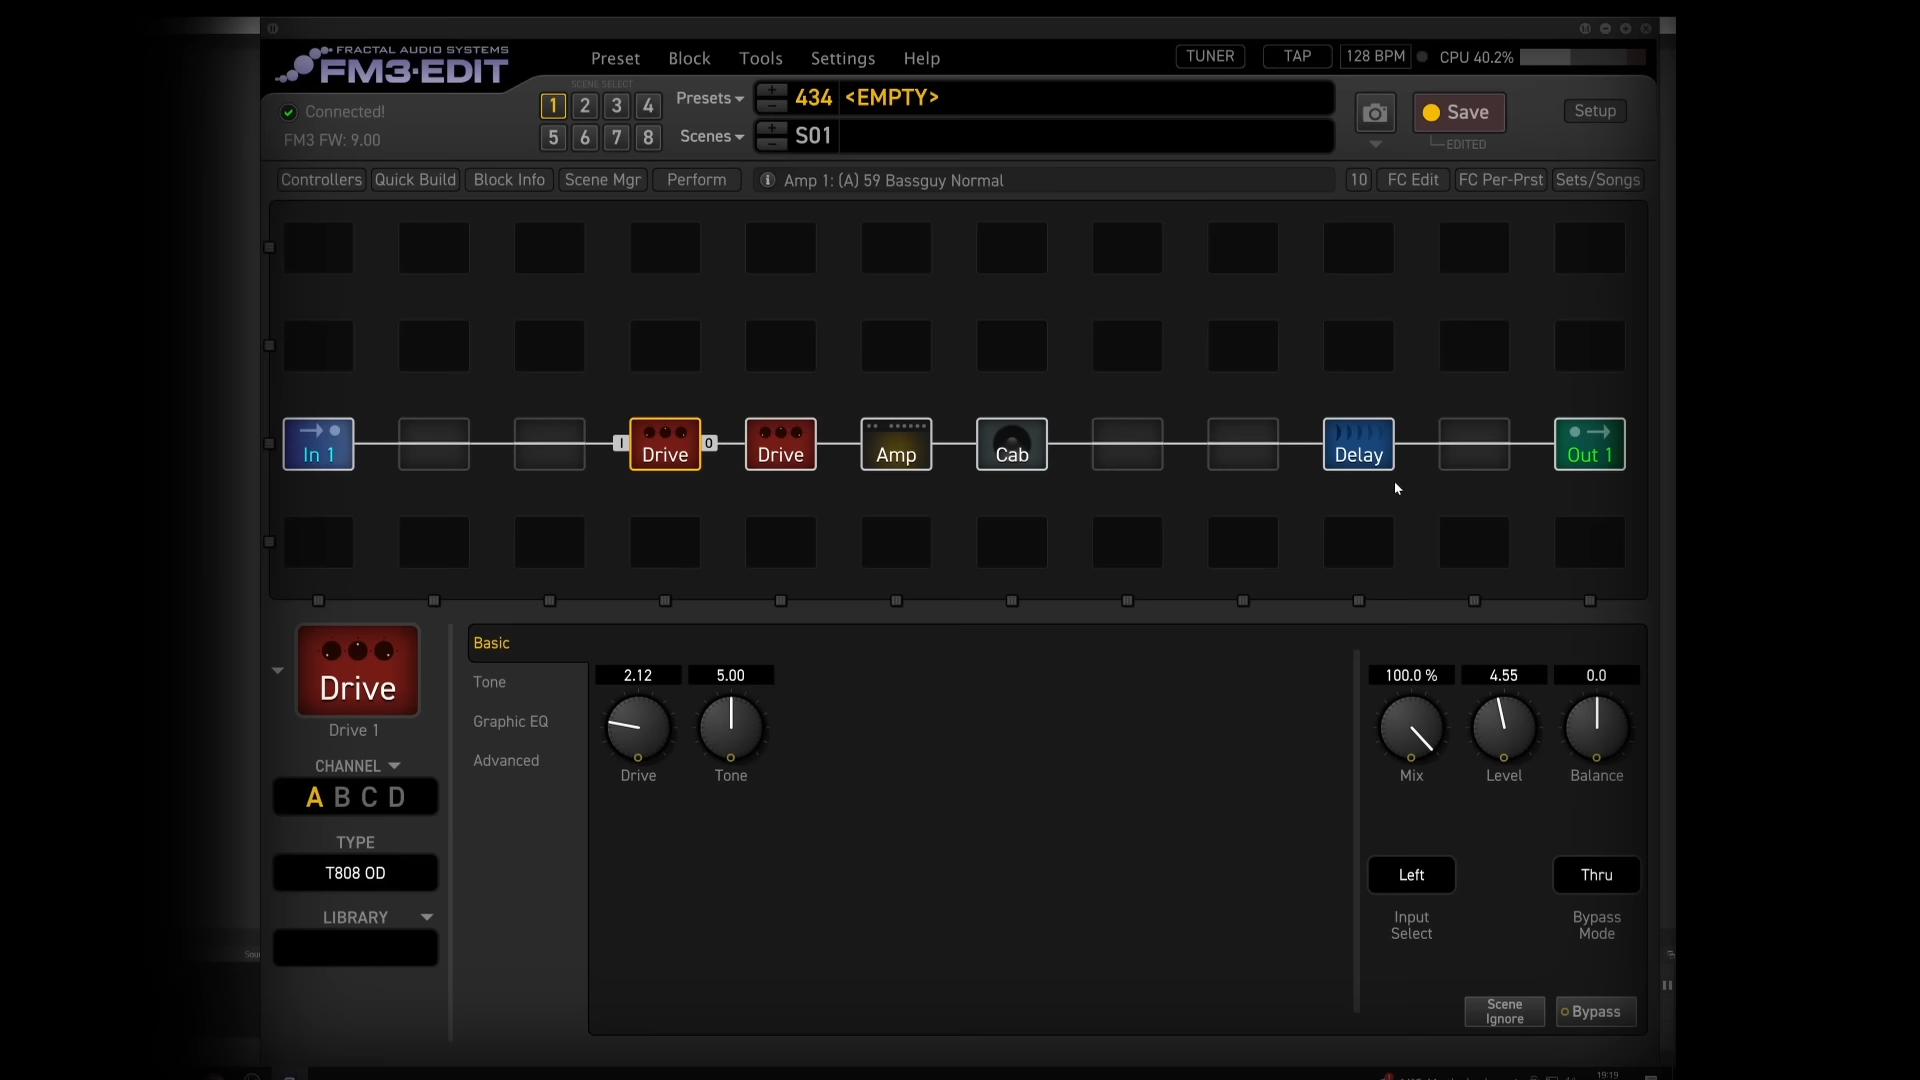 FRACTAL AUDIO SYSTEMS
FM3-EDIT
Preset Block Tools Settings Help
TUNER TAP 128 BPM CPU 40.2%
SCENE SELECT
1 2 3 4
5 6 7 8
Connected!
FM3 FW: 9.00
Presets 434 <EMPTY>
Scenes S01
Save
EDITED
Setup
Controllers Quick Build Block Info Scene Mgr Perform
Amp 1: (A) 59 Bassguy Normal
10 FC Edit FC Per-Prst Sets/Songs
In 1 I Drive O Drive Amp Cab Delay Out 1
Drive
Drive 1
CHANNEL
A B C D
TYPE
T808 OD
LIBRARY
Basic
Tone
Graphic EQ
Advanced
2.12 5.00
Drive Tone
100.0 % 4.55 0.0
Mix Level Balance
Left Thru
Input
Select
Bypass
Mode
Scene
Ignore
Bypass
19:19